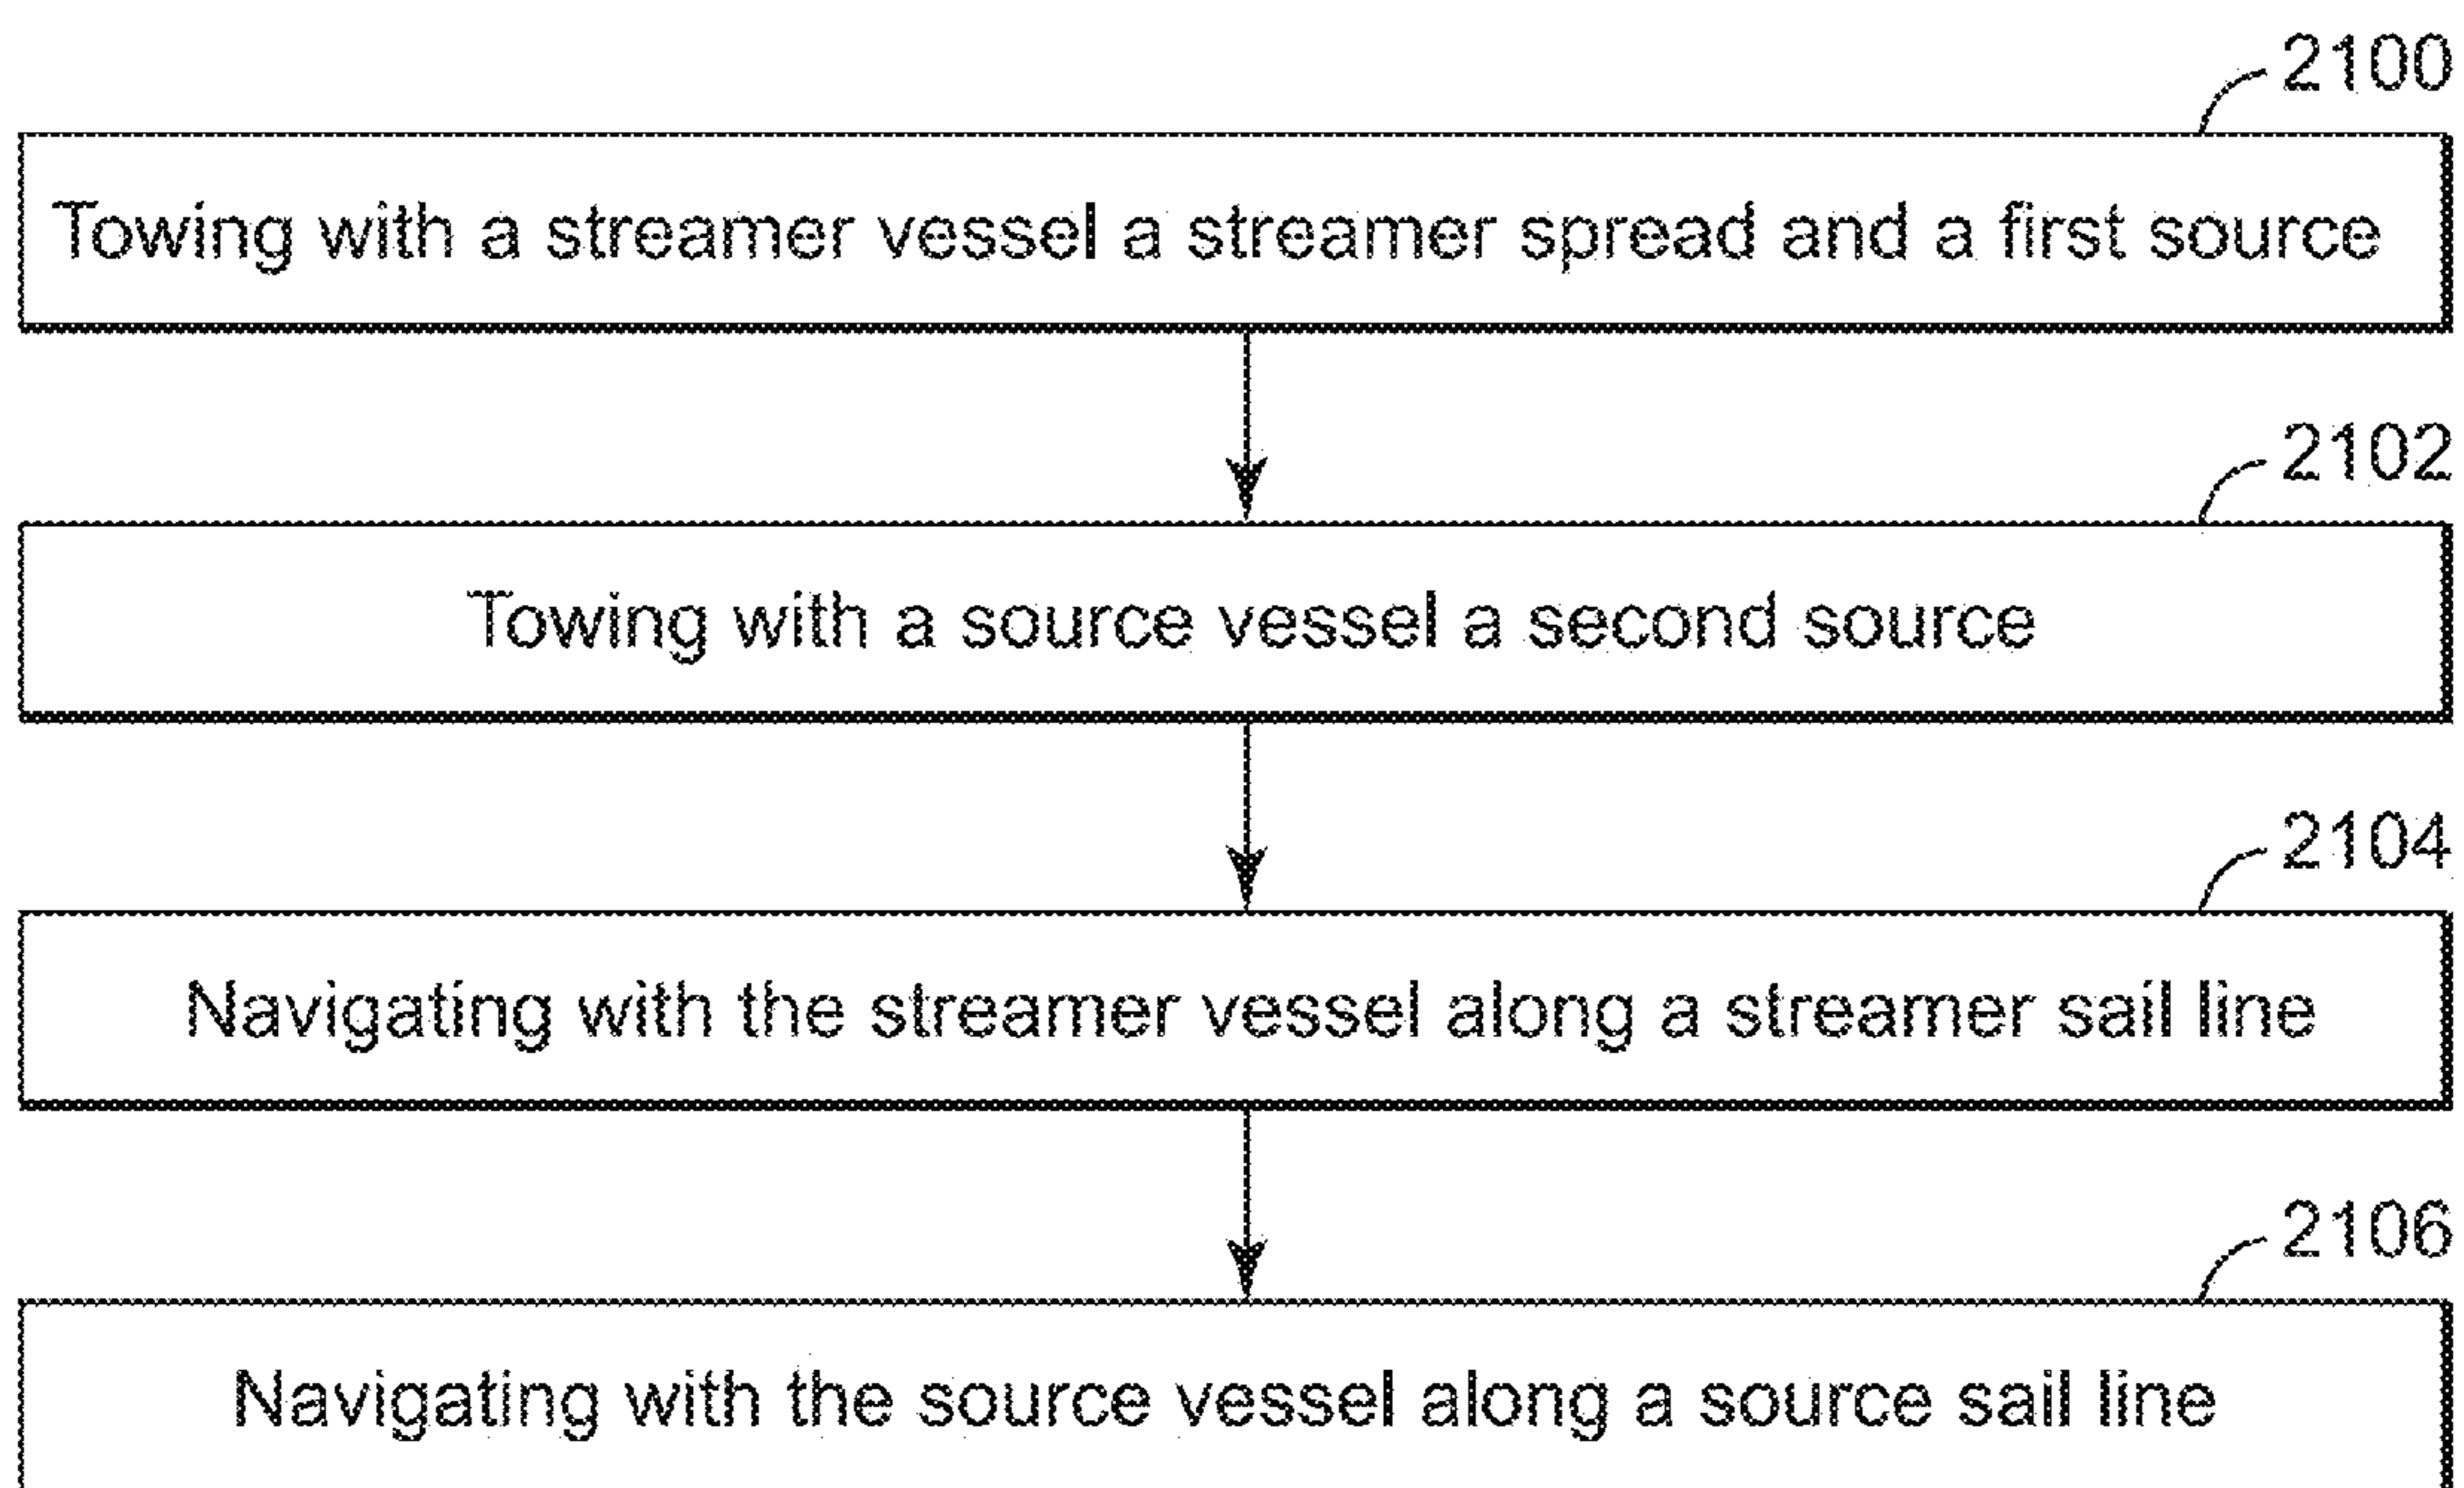 2100
Towing with a streamer vessel a streamer spread and a first source
2102
Towing with a source vessel a second source
2104
Navigating with the streamer vessel along a streamer sail line
2106
Navigating with the source vessel along a source sail line